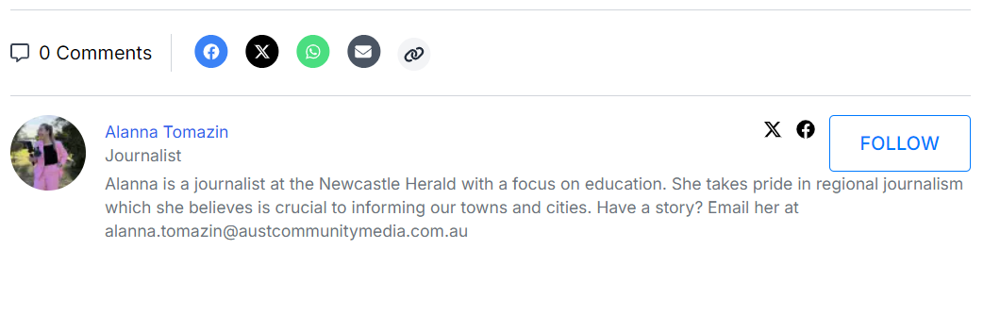 0 Comments
Alanna Tomazin
Journalist
FOLLOW
Alanna is a journalist at the Newcastle Herald with a focus on education. She takes pride in regional journalism
which she believes is crucial to informing our towns and cities. Have a story? Email her at
alanna.tomazin@austcommunitymedia.com.au